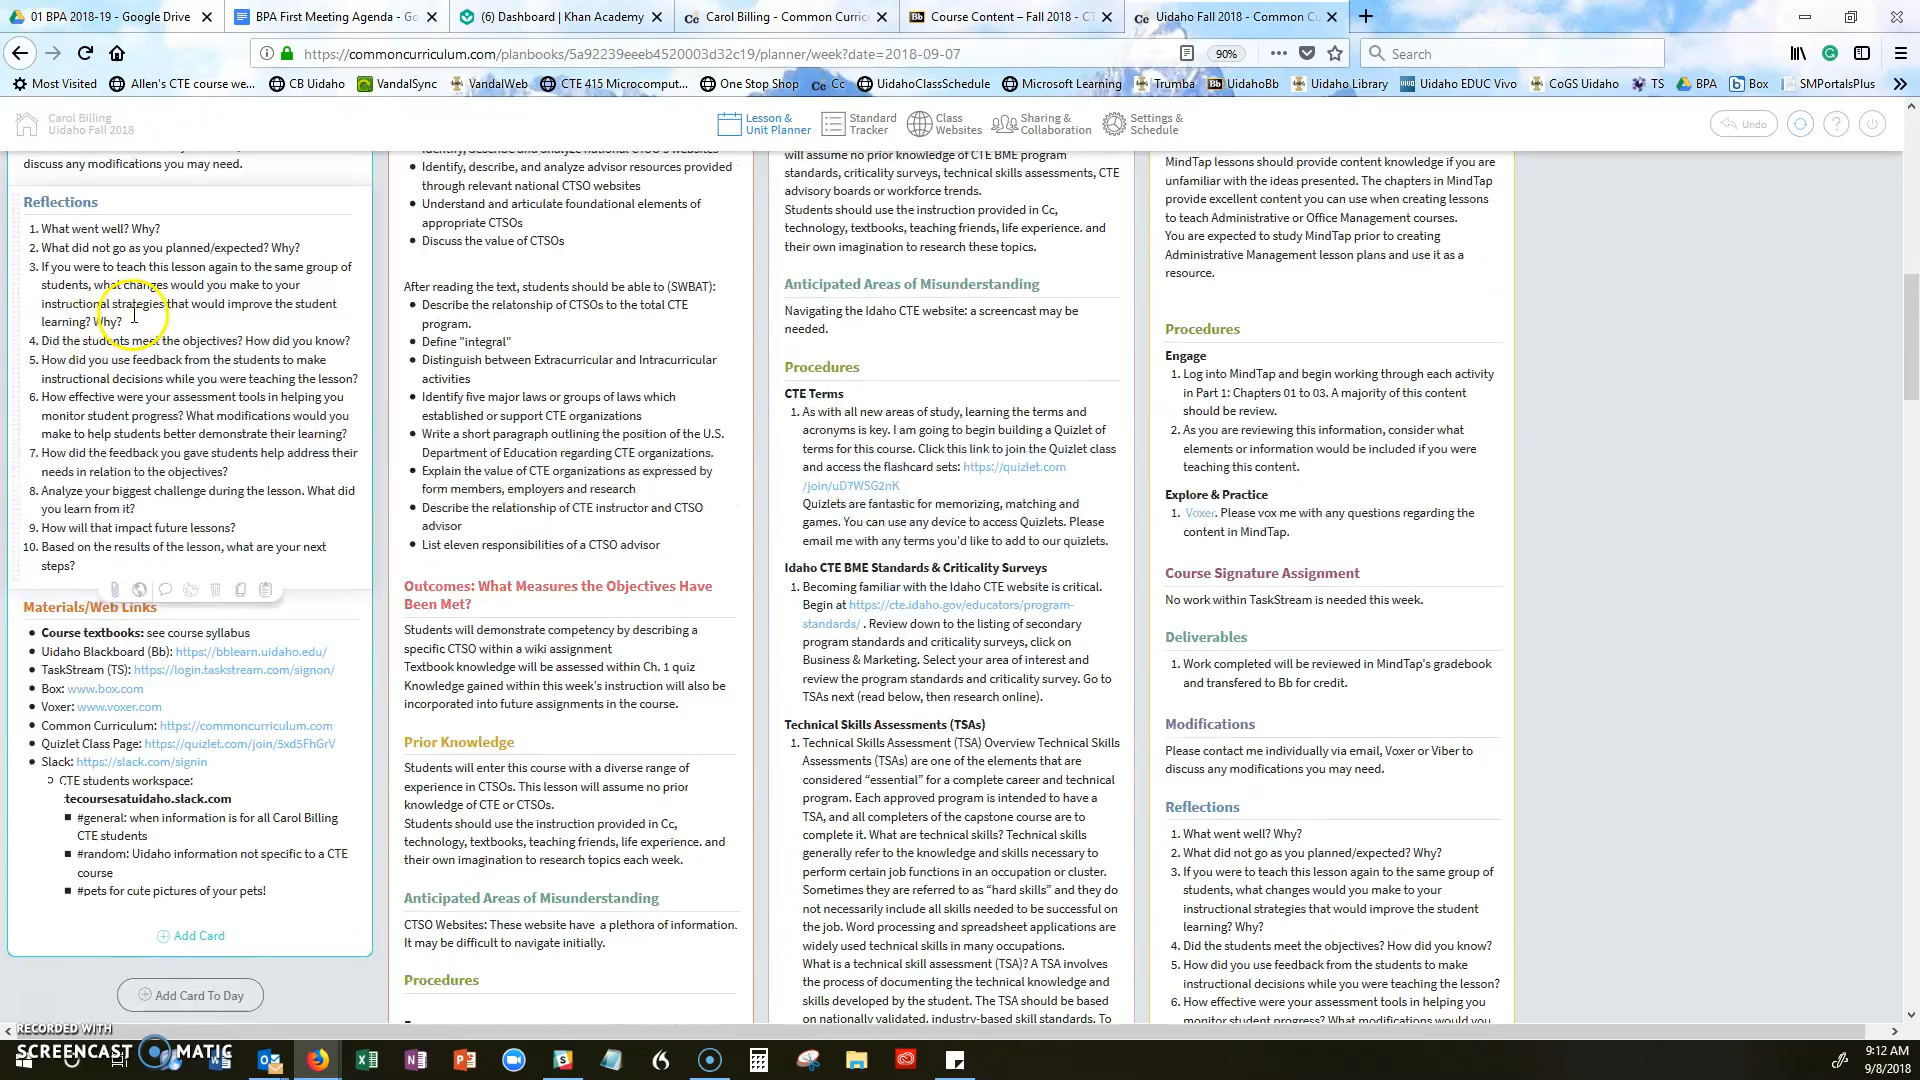 01 BPA 2018-19 - Google Drive
BPA First Meeting Agenda - Go
(6) Dashboard | Khan Academy
Carol Billing - Common Curric
Course Content – Fall 2018 - CT
Uidaho Fall 2018 - Common Cu
https://commoncurriculum.com/planbooks/5a92239eeeb4520003d32c19/planner/week?date=2018-09-07
90%
Search
Most Visited
Allen's CTE course we...
CB Uidaho
VandalSync
VandalWeb
CTE 415 Microcomput...
One Stop Shop
Cc
UidahoClassSchedule
Microsoft Learning
Trumba
UidahoBb
Uidaho Library
Uidaho EDUC Vivo
CoGS Uidaho
TS
BPA
Box
SMPortalsPlus
Carol Billing
Uidaho Fall 2018
Lesson &
Unit Planner
Standard
Tracker
Class
Websites
Sharing &
Collaboration
Settings &
Schedule
Undo
discuss any modifications you may need.
Reflections
1. What went well? Why?
2. What did not go as you planned/expected? Why?
3. If you were to teach this lesson again to the same group of
students, what changes would you make to your
instructional strategies that would improve the student
learning? Why?
4. Did the students meet the objectives? How did you know?
5. How did you use feedback from the students to make
instructional decisions while you were teaching the lesson?
6. How effective were your assessment tools in helping you
monitor student progress? What modifications would you
make to help students better demonstrate their learning?
7. How did the feedback you gave students help address their
needs in relation to the objectives?
8. Analyze your biggest challenge during the lesson. What did
you learn from it?
9. How will that impact future lessons?
10. Based on the results of the lesson, what are your next
steps?
Materials/Web Links
Course textbooks: see course syllabus
Uidaho Blackboard (Bb): https://bblearn.uidaho.edu/
TaskStream (TS): https://login.taskstream.com/signon/
Box: www.box.com
Voxer: www.voxer.com
Common Curriculum: https://commoncurriculum.com
Quizlet Class Page: https://quizlet.com/join/5xd5FhGrV
Slack: https://slack.com/signin
CTE students workspace:
tecoursesatuidaho.slack.com
#general: when information is for all Carol Billing
CTE students
#random: Uidaho information not specific to a CTE
course
#pets for cute pictures of your pets!
Add Card
Add Card To Day
Identify, describe and analyze national CTSO's websites
Identify, describe, and analyze advisor resources provided
through relevant national CTSO websites
Understand and articulate foundational elements of
appropriate CTSOs
Discuss the value of CTSOs
After reading the text, students should be able to (SWBAT):
Describe the relatonship of CTSOs to the total CTE
program.
Define "integral"
Distinguish between Extracurricular and Intracurricular
activities
Identify five major laws or groups of laws which
established or support CTE organizations
Write a short paragraph outlining the position of the U.S.
Department of Education regarding CTE organizations.
Explain the value of CTE organizations as expressed by
form members, employers and research
Describe the relationship of CTE instructor and CTSO
advisor
List eleven responsibilities of a CTSO advisor
Outcomes: What Measures the Objectives Have
Been Met?
Students will demonstrate competency by describing a
specific CTSO within a wiki assignment
Textbook knowledge will be assessed within Ch. 1 quiz
Knowledge gained within this week's instruction will also be
incorporated into future assignments in the course.
Prior Knowledge
Students will enter this course with a diverse range of
experience in CTSOs. This lesson will assume no prior
knowledge of CTE or CTSOs.
Students should use the instruction provided in Cc,
technology, textbooks, teaching friends, life experience. and
their own imagination to research topics each week.
Anticipated Areas of Misunderstanding
CTSO Websites: These website have a plethora of information.
It may be difficult to navigate initially.
Procedures
will assume no prior knowledge of CTE BME program
standards, criticality surveys, technical skills assessments, CTE
advisory boards or workforce trends.
Students should use the instruction provided in Cc,
technology, textbooks, teaching friends, life experience. and
their own imagination to research these topics.
Anticipated Areas of Misunderstanding
Navigating the Idaho CTE website: a screencast may be
needed.
Procedures
CTE Terms
1. As with all new areas of study, learning the terms and
acronyms is key. I am going to begin building a Quizlet of
terms for this course. Click this link to join the Quizlet class
and access the flashcard sets: https://quizlet.com
/join/uD7WSG2nK
Quizlets are fantastic for memorizing, matching and
games. You can use any device to access Quizlets. Please
email me with any terms you'd like to add to our quizlets.
Idaho CTE BME Standards & Criticality Surveys
1. Becoming familiar with the Idaho CTE website is critical.
Begin at https://cte.idaho.gov/educators/program-
standards/ . Review down to the listing of secondary
program standards and criticality surveys, click on
Business & Marketing. Select your area of interest and
review the program standards and criticality survey. Go to
TSAs next (read below, then research online).
Technical Skills Assessments (TSAs)
1. Technical Skills Assessment (TSA) Overview Technical Skills
Assessments (TSAs) are one of the elements that are
considered “essential” for a complete career and technical
program. Each approved program is intended to have a
TSA, and all completers of the capstone course are to
complete it. What are technical skills? Technical skills
generally refer to the knowledge and skills necessary to
perform certain job functions in an occupation or cluster.
Sometimes they are referred to as “hard skills” and they do
not necessarily include all skills needed to be successful on
the job. Word processing and spreadsheet applications are
widely used technical skills in many occupations.
What is a technical skill assessment (TSA)? A TSA involves
the process of documenting the technical knowledge and
skills developed by the student. The TSA should be based
on nationally validated, industry-based skill standards. To
MindTap lessons should provide content knowledge if you are
unfamiliar with the ideas presented. The chapters in MindTap
provide excellent content you can use when creating lessons
to teach Administrative or Office Management courses.
You are expected to study MindTap prior to creating
Administrative Management lesson plans and use it as a
resource.
Procedures
Engage
1. Log into MindTap and begin working through each activity
in Part 1: Chapters 01 to 03. A majority of this content
should be review.
2. As you are reviewing this information, consider what
elements or information would be included if you were
teaching this content.
Explore & Practice
1. Voxer. Please vox me with any questions regarding the
content in MindTap.
Course Signature Assignment
No work within TaskStream is needed this week.
Deliverables
1. Work completed will be reviewed in MindTap's gradebook
and transfered to Bb for credit.
Modifications
Please contact me individually via email, Voxer or Viber to
discuss any modifications you may need.
Reflections
1. What went well? Why?
2. What did not go as you planned/expected? Why?
3. If you were to teach this lesson again to the same group of
students, what changes would you make to your
instructional strategies that would improve the student
learning? Why?
4. Did the students meet the objectives? How did you know?
5. How did you use feedback from the students to make
instructional decisions while you were teaching the lesson?
6. How effective were your assessment tools in helping you
monitor student progress? What modifications would you
RECORDED WITH
SCREENCAST MATIC
9:12 AM
9/8/2018